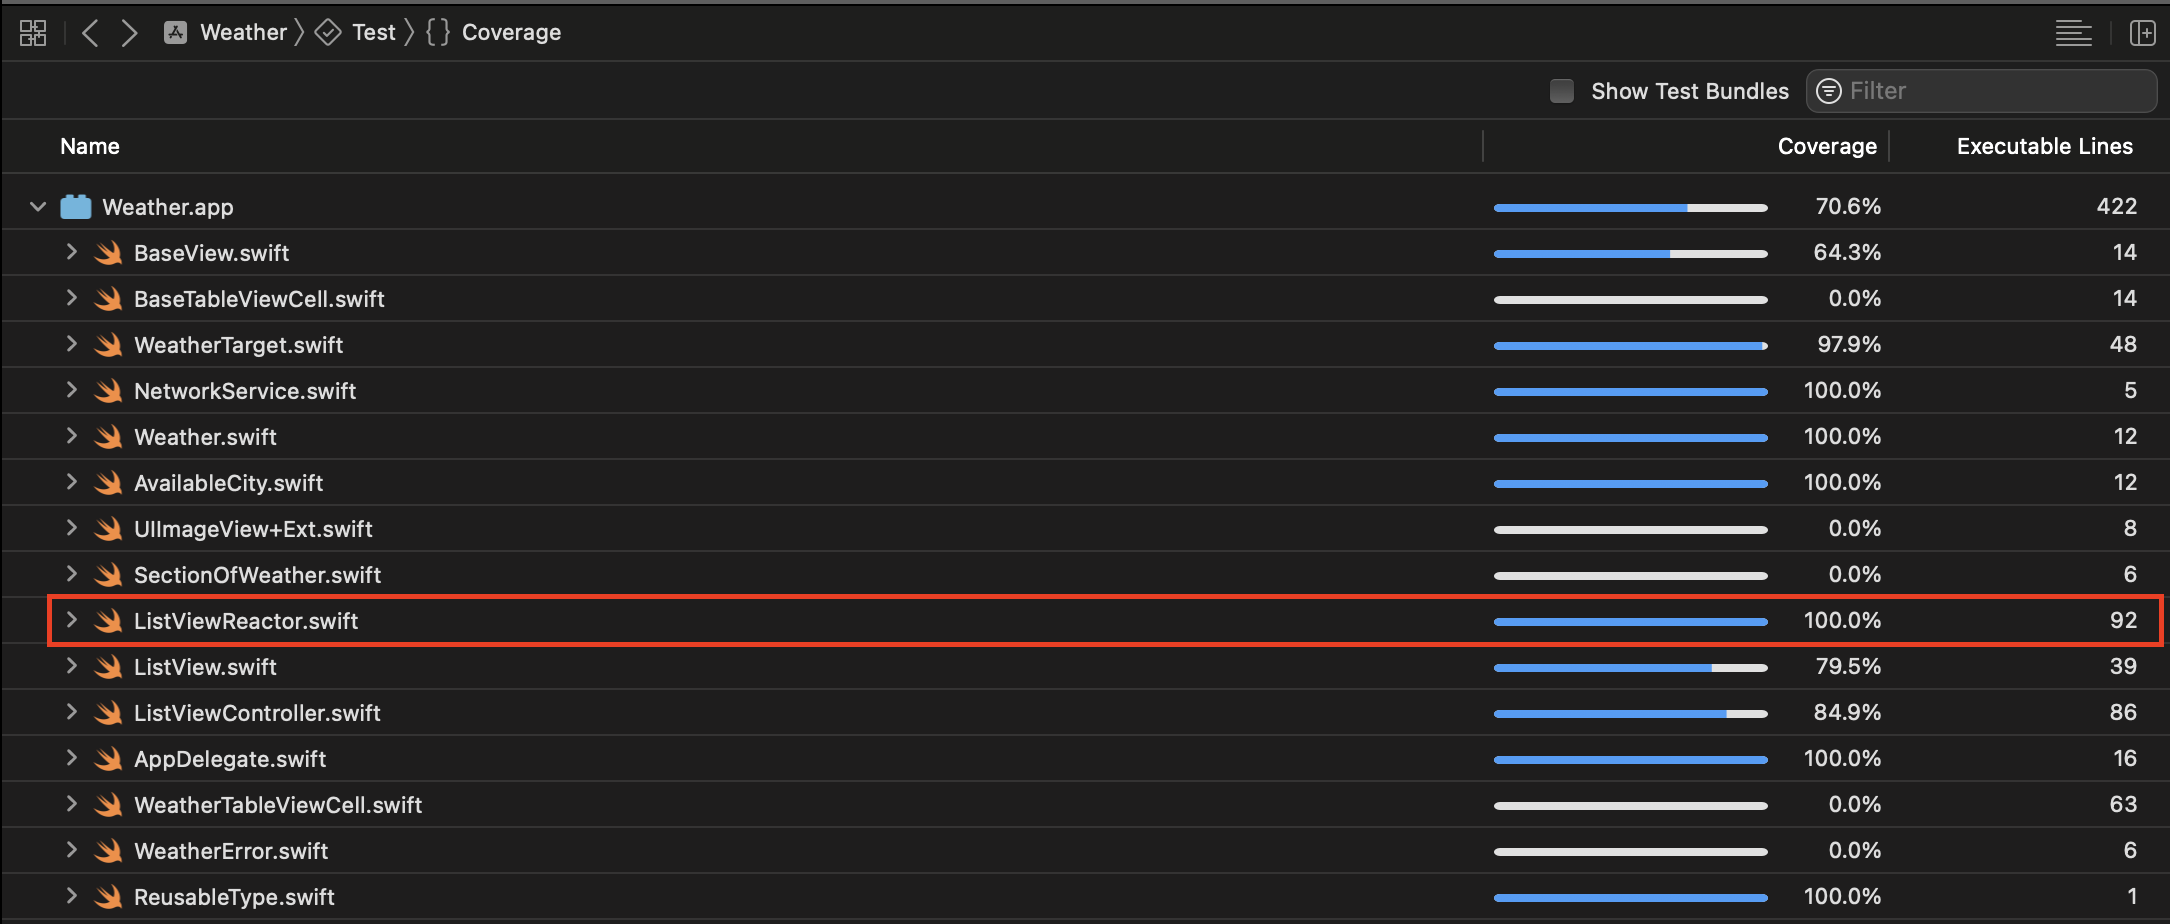 Weather Test {} Coverage
Show Test Bundles Filter
Name Coverage Executable Lines
Weather.app 70.6% 422
BaseView.swift 64.3% 14
BaseTableViewCell.swift 0.0% 14
WeatherTarget.swift 97.9% 48
NetworkService.swift 100.0% 5
Weather.swift 100.0% 12
AvailableCity.swift 100.0% 12
UIImageView+Ext.swift 0.0% 8
SectionOfWeather.swift 0.0% 6
ListViewReactor.swift 100.0% 92
ListView.swift 79.5% 39
ListViewController.swift 84.9% 86
AppDelegate.swift 100.0% 16
WeatherTableViewCell.swift 0.0% 63
WeatherError.swift 0.0% 6
ReusableType.swift 100.0% 1